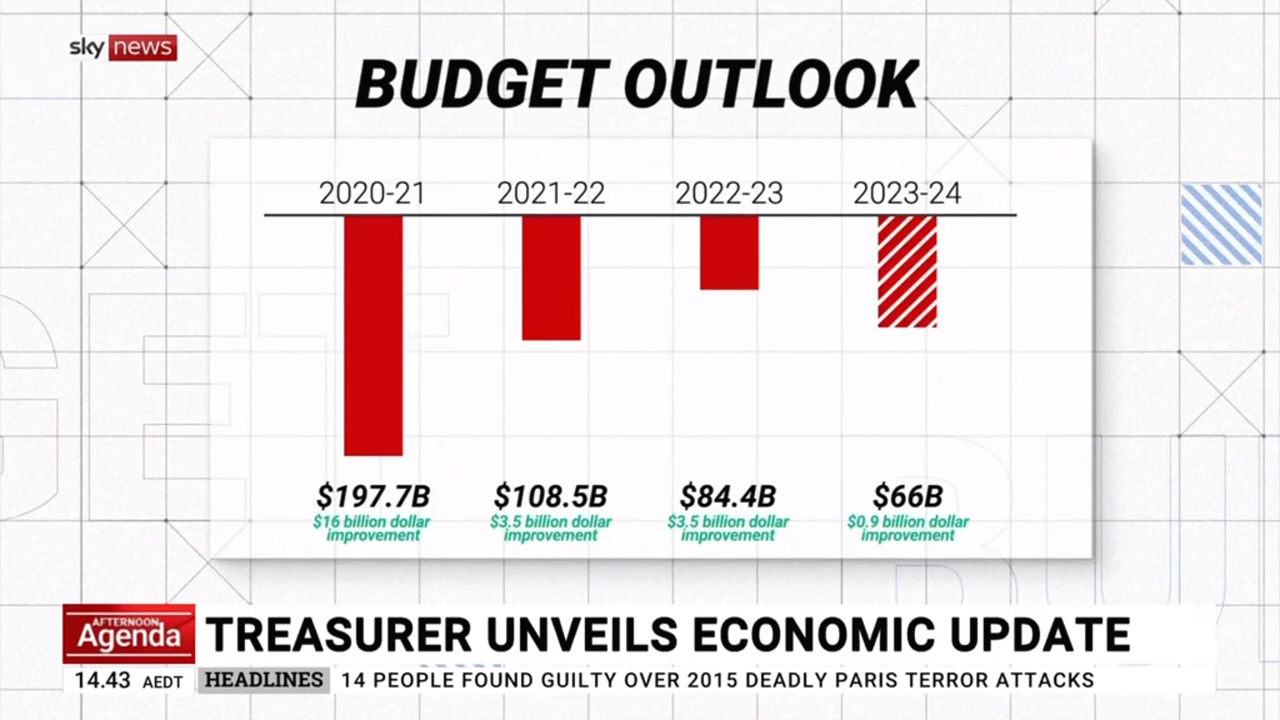 sky news
BUDGET OUTLOOK
2020-21 2021-22 2022-23 2023-24
$197.7B $108.5B $84.4B $66B
$16 billion dollar $3.5 billion dollar $3.5 billion dollar $0.9 billion dollar
improvement improvement improvement improvement
AFTERNOON
Agenda
TREASURER UNVEILS ECONOMIC UPDATE
14.43 AEDT HEADLINES 14 PEOPLE FOUND GUILTY OVER 2015 DEADLY PARIS TERROR ATTACKS
GET
BU